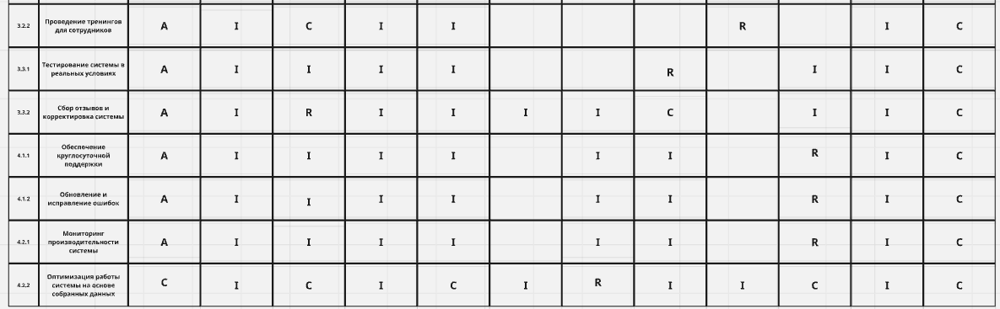 3.2.2 Проведение тренингов для сотрудников A I C I I R I C
3.3.1 Тестирование системы в реальных условиях A I I I I R I I C
3.3.2 Сбор отзывов и корректировка системы A I R I I I I C I I C
4.1.1 Обеспечение круглосуточной поддержки A I I I I I I R I C
4.1.2 Обновление и исправление ошибок A I I I I I I R I C
4.2.1 Мониторинг производительности системы A I I I I I I R I C
4.2.2 Оптимизация работы системы на основе собранных данных C I C I C I R I I C I C